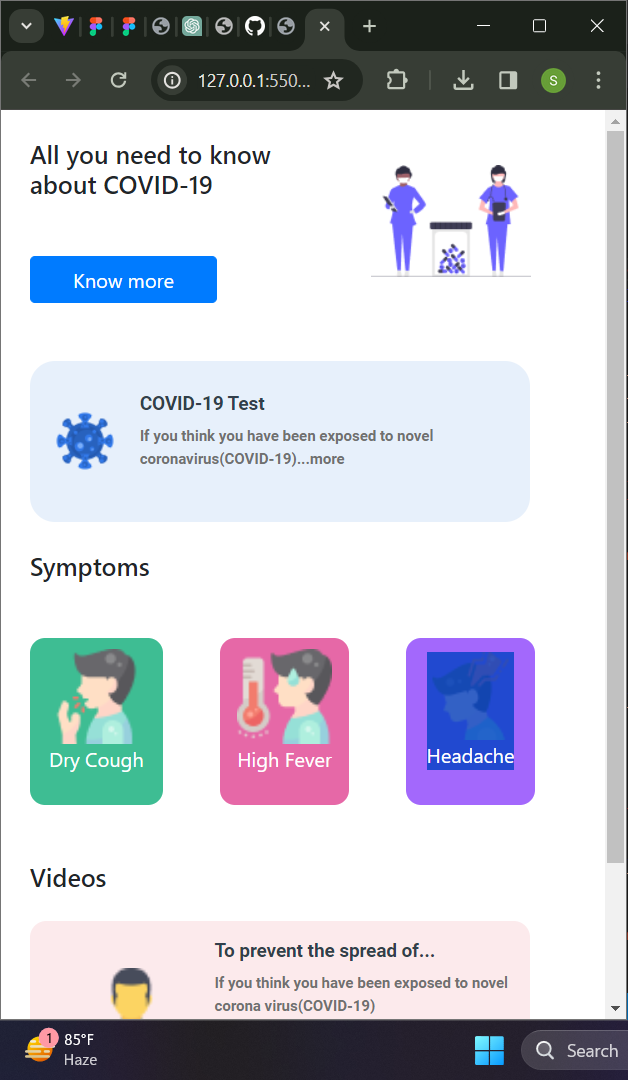 127.0.0.1:550...
S
All you need to know
about COVID-19
Know more
COVID-19 Test
If you think you have been exposed to novel
coronavirus(COVID-19)...more
Symptoms
Dry Cough
High Fever
Headache
Videos
To prevent the spread of...
If you think you have been exposed to novel
corona virus(COVID-19)
1
85°F
Haze
Search